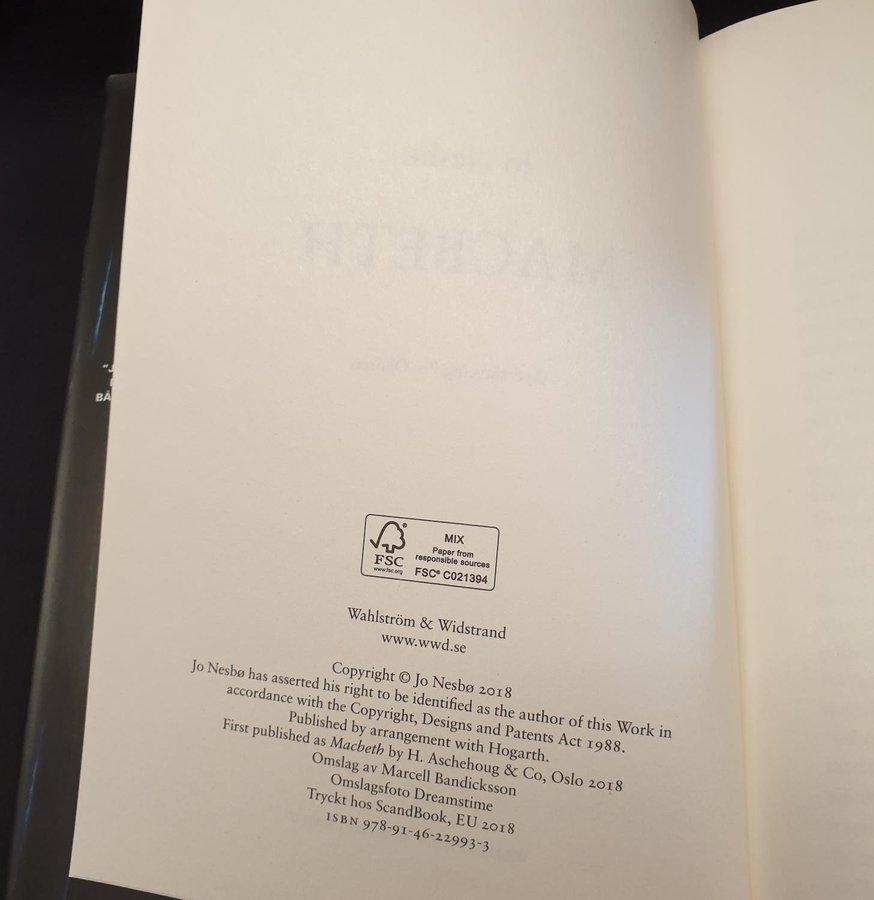 "J
BÄ
FSC®
www.fsc.org
MIX
Paper from
responsible sources
FSC® C021394
Wahlström & Widstrand
www.wwd.se
Copyright © Jo Nesbø 2018
Jo Nesbø has asserted his right to be identified as the author of this Work in
accordance with the Copyright, Designs and Patents Act 1988.
Published by arrangement with Hogarth.
First published as Macbeth by H. Aschehoug & Co, Oslo 2018
Omslag av Marcell Bandicksson
Omslagsfoto Dreamstime
Tryckt hos ScandBook, EU 2018
ISBN 978-91-46-22993-3